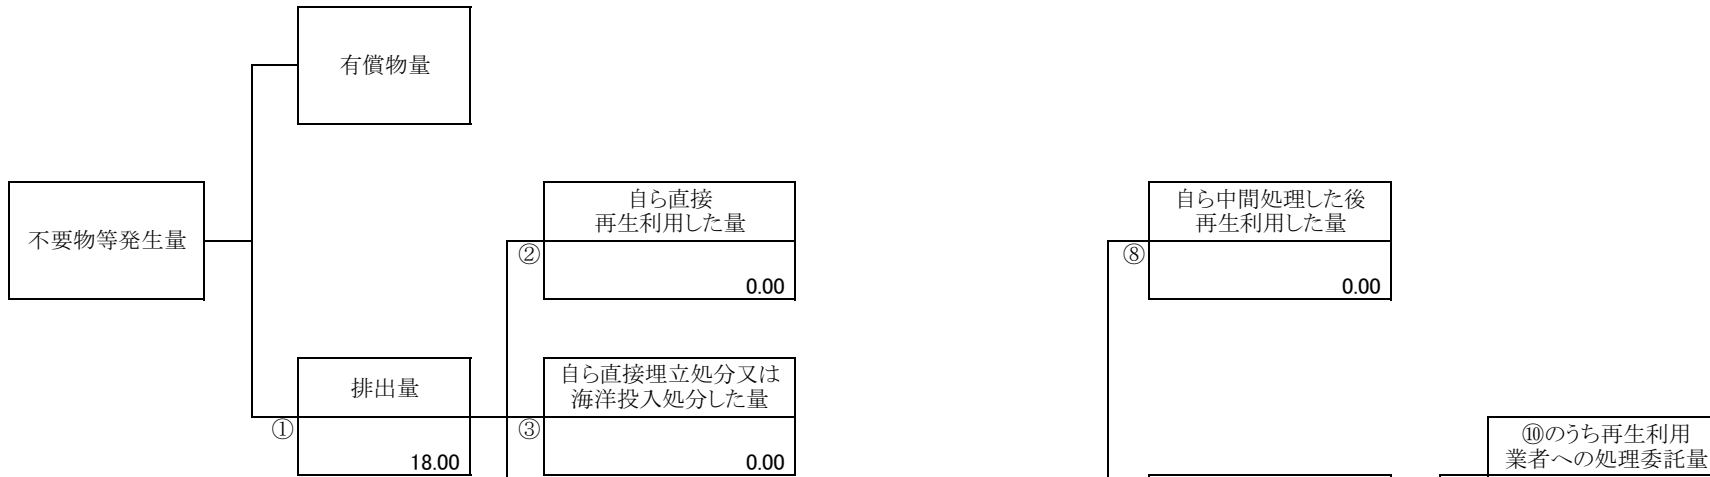 有償物量
不要物等発生量
自ら直接
再生利用した量
②
0.00
自ら中間処理した後
再生利用した量
⑧
0.00
排出量
①
18.00
自ら直接埋立処分又は
海洋投入処分した量
③
0.00
⑩のうち再生利用
業者への処理委託量